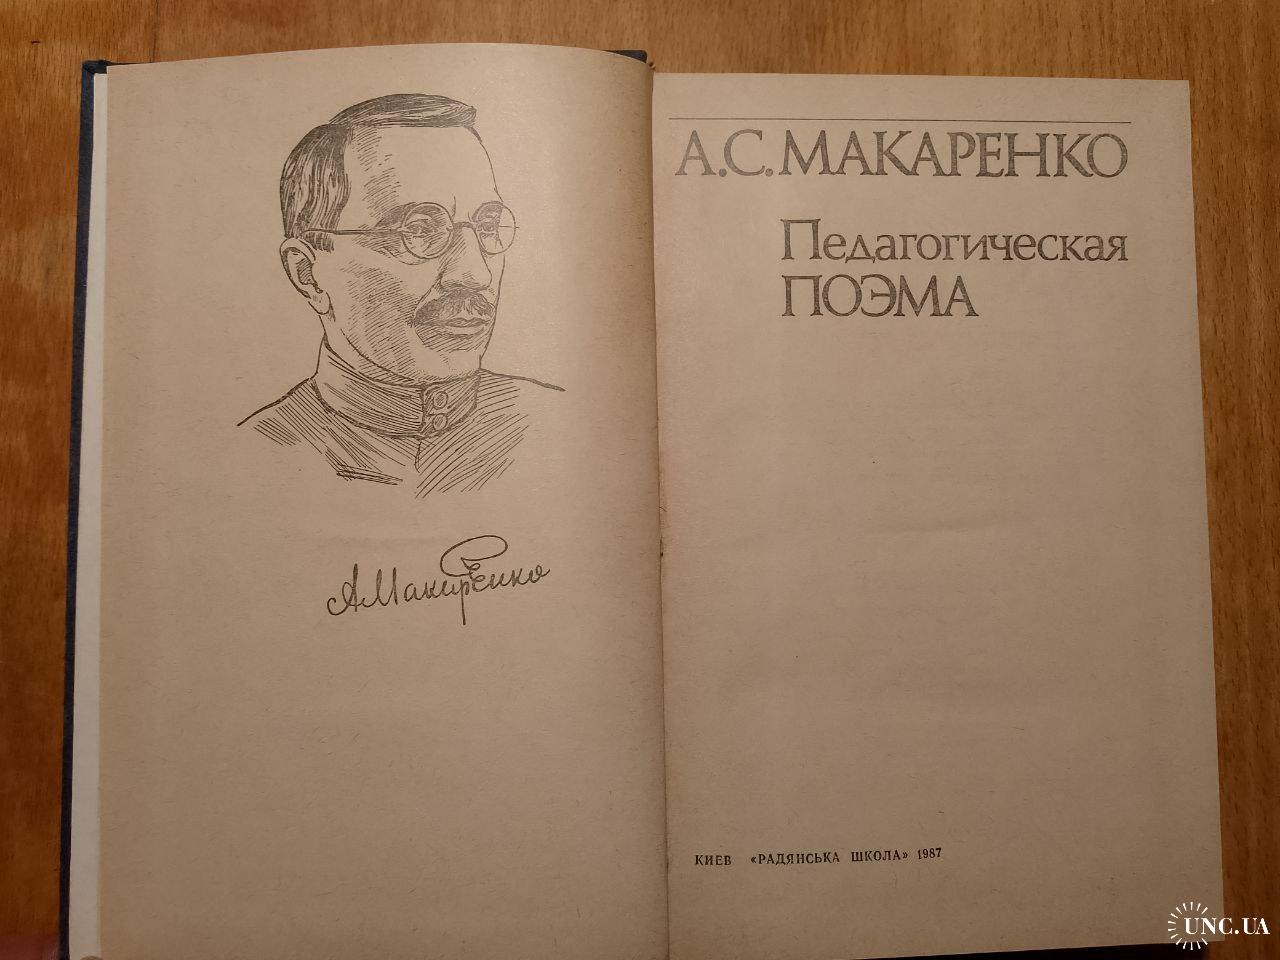 А. Макаренко
А.С. МАКАРЕНКО
Педагогическая
ПОЭМА
КИЕВ «РАДЯНСЬКА ШКОЛА» 1987
UNC.UA